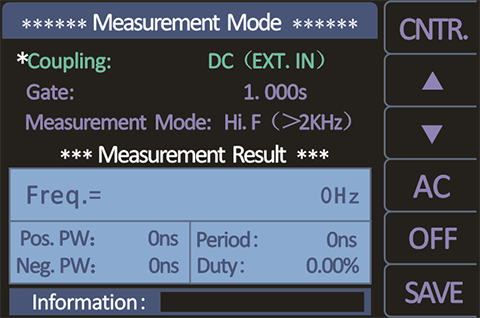 ****** Measurement Mode ******
*Coupling: DC（EXT. IN）
Gate: 1. 000s
Measurement Mode: Hi. F（>2KHz）
*** Measurement Result ***
Freq.= 0Hz
Pos. PW: 0ns
Period: 0ns
Neg. PW: 0ns
Duty: 0.00%
Information:
CNTR.
▲
▼
AC
OFF
SAVE